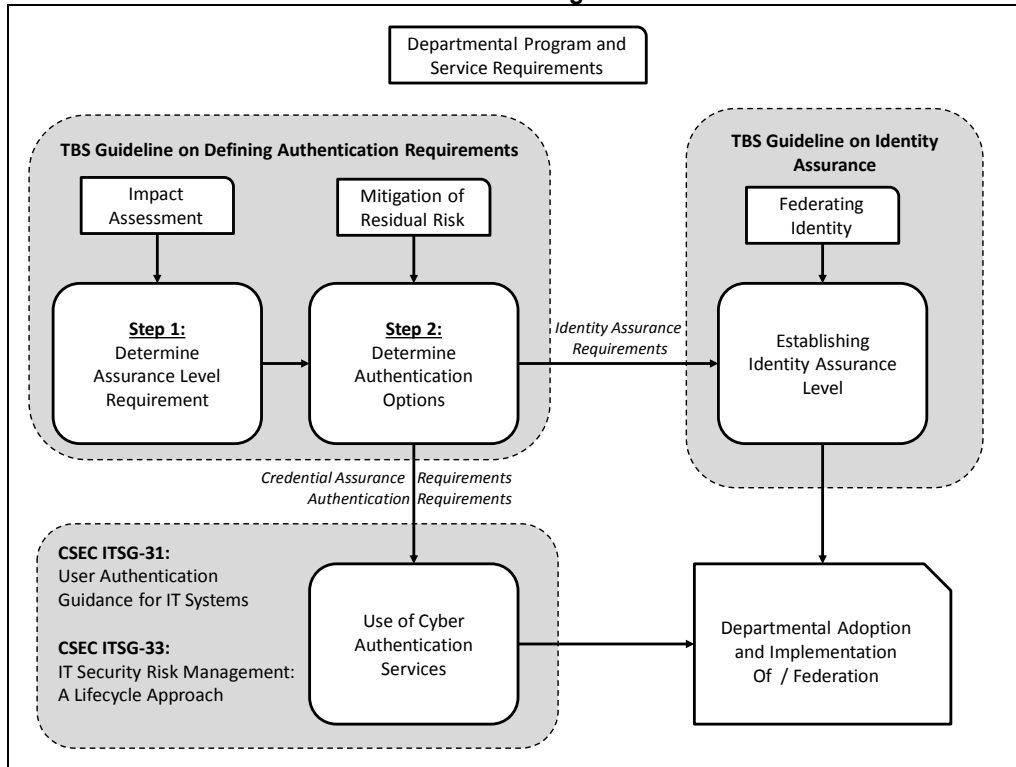 Departmental Program and
Service Requirements
TBS Guideline on Defining Authentication Requirements
Impact
Assessment
Mitigation of
Residual Risk
Step 1:
Determine
Assurance Level
Requirement
Step 2:
Determine
Authentication
Options
Identity Assurance
Requirements
TBS Guideline on Identity
Assurance
Federating
Identity
Establishing
Identity Assurance
Level
Credential Assurance Requirements
Authentication Requirements
CSEC ITSG-31:
User Authentication
Guidance for IT Systems
CSEC ITSG-33:
IT Security Risk Management:
A Lifecycle Approach
Use of Cyber
Authentication
Services
Departmental Adoption
and Implementation
Of / Federation